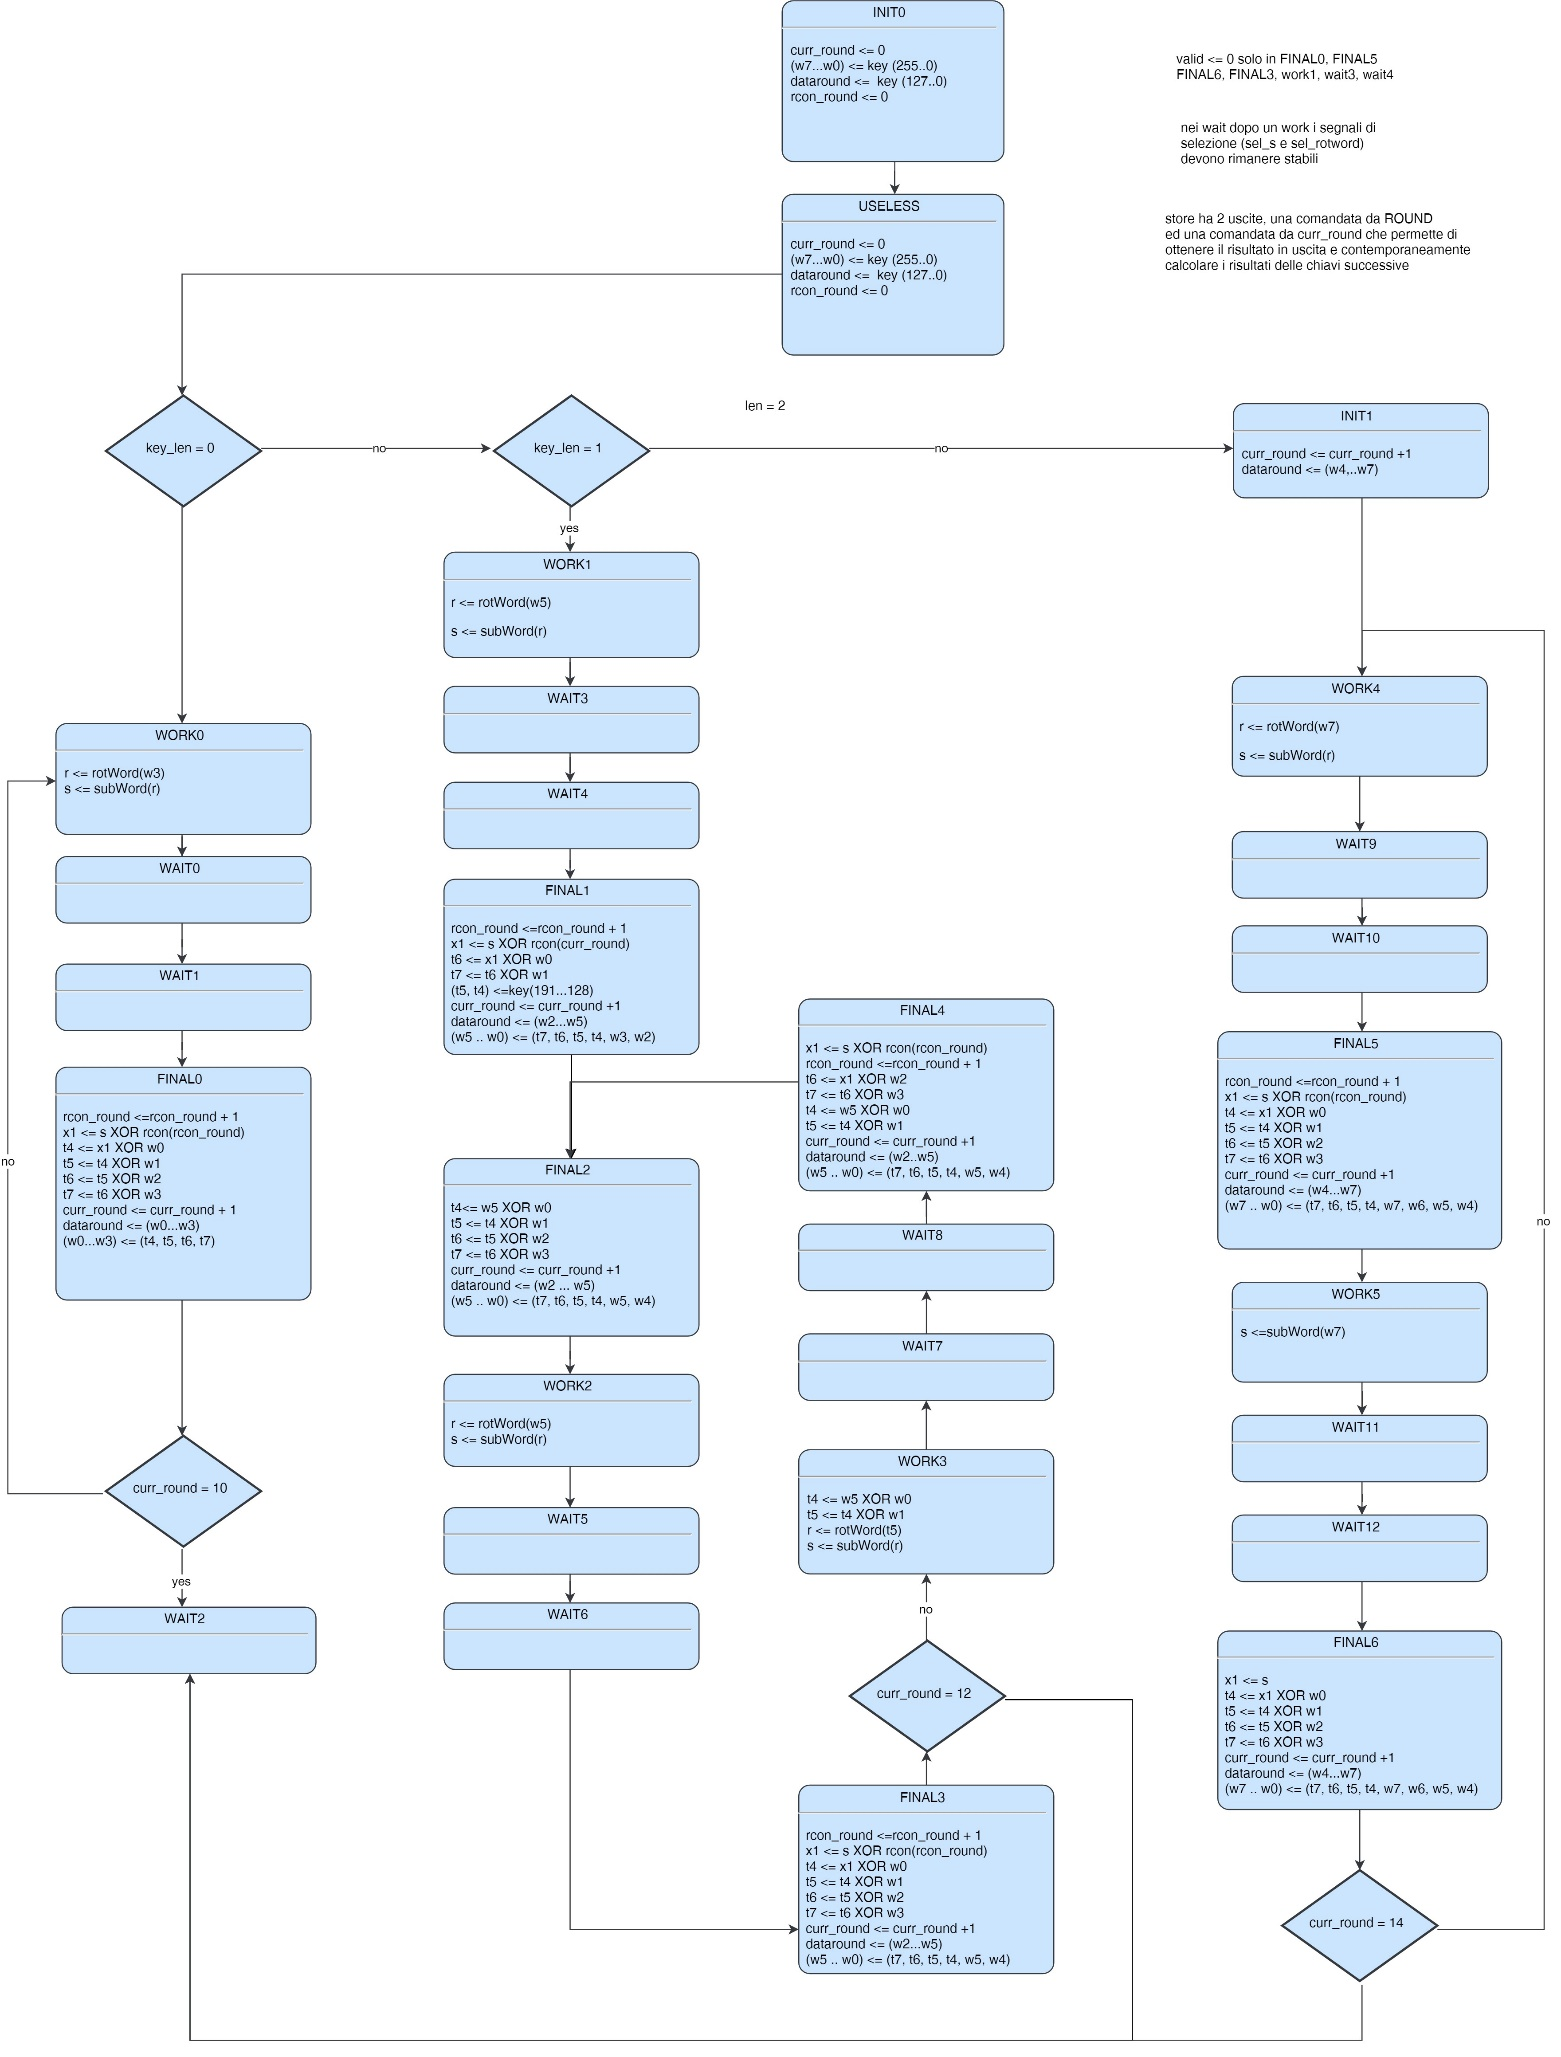 INIT0
curr_round <= 0
(w7...w0) <= key (255..0)
dataround <=  key (127..0)
rcon_round <= 0
valid <= 0 solo in FINAL0, FINAL5
FINAL6, FINAL3, work1, wait3, wait4
nei wait dopo un work i segnali di
selezione (sel_s e sel_rotword)
devono rimanere stabili
store ha 2 uscite, una comandata da ROUND
ed una comandata da curr_round che permette di
ottenere il risultato in uscita e contemporaneamente
calcolare i risultati delle chiavi successive
USELESS
curr_round <= 0
(w7...w0) <= key (255..0)
dataround <=  key (127..0)
rcon_round <= 0
key_len = 0
no
key_len = 1
len = 2
no
yes
INIT1
curr_round <= curr_round +1
dataround <= (w4,..w7)
WORK0
r <= rotWord(w3)
s <= subWord(r)
WAIT0
WAIT1
FINAL0
rcon_round <=rcon_round + 1
x1 <= s XOR rcon(rcon_round)
t4 <= x1 XOR w0
t5 <= t4 XOR w1
t6 <= t5 XOR w2
t7 <= t6 XOR w3
curr_round <= curr_round + 1
dataround <= (w0...w3)
(w0...w3) <= (t4, t5, t6, t7)
no
curr_round = 10
yes
WAIT2
WORK1
r <= rotWord(w5)
s <= subWord(r)
WAIT3
WAIT4
FINAL1
rcon_round <=rcon_round + 1
x1 <= s XOR rcon(curr_round)
t6 <= x1 XOR w0
t7 <= t6 XOR w1
(t5, t4) <=key(191...128)
curr_round <= curr_round +1
dataround <= (w2...w5)
(w5 .. w0) <= (t7, t6, t5, t4, w3, w2)
FINAL2
t4<= w5 XOR w0
t5 <= t4 XOR w1
t6 <= t5 XOR w2
t7 <= t6 XOR w3
curr_round <= curr_round +1
dataround <= (w2 ... w5)
(w5 .. w0) <= (t7, t6, t5, t4, w5, w4)
WORK2
r <= rotWord(w5)
s <= subWord(r)
WAIT5
WAIT6
FINAL4
x1 <= s XOR rcon(rcon_round)
rcon_round <=rcon_round + 1
t6 <= x1 XOR w2
t7 <= t6 XOR w3
t4 <= w5 XOR w0
t5 <= t4 XOR w1
curr_round <= curr_round +1
dataround <= (w2..w5)
(w5 .. w0) <= (t7, t6, t5, t4, w5, w4)
WAIT8
WAIT7
WORK3
t4 <= w5 XOR w0
t5 <= t4 XOR w1
r <= rotWord(t5)
s <= subWord(r)
no
curr_round = 12
FINAL3
rcon_round <=rcon_round + 1
x1 <= s XOR rcon(rcon_round)
t4 <= x1 XOR w0
t5 <= t4 XOR w1
t6 <= t5 XOR w2
t7 <= t6 XOR w3
curr_round <= curr_round +1
dataround <= (w2...w5)
(w5 .. w0) <= (t7, t6, t5, t4, w5, w4)
WORK4
r <= rotWord(w7)
s <= subWord(r)
WAIT9
WAIT10
FINAL5
rcon_round <=rcon_round + 1
x1 <= s XOR rcon(rcon_round)
t4 <= x1 XOR w0
t5 <= t4 XOR w1
t6 <= t5 XOR w2
t7 <= t6 XOR w3
curr_round <= curr_round +1
dataround <= (w4...w7)
(w7 .. w0) <= (t7, t6, t5, t4, w7, w6, w5, w4)
no
WORK5
s <=subWord(w7)
WAIT11
WAIT12
FINAL6
x1 <= s
t4 <= x1 XOR w0
t5 <= t4 XOR w1
t6 <= t5 XOR w2
t7 <= t6 XOR w3
curr_round <= curr_round +1
dataround <= (w4...w7)
(w7 .. w0) <= (t7, t6, t5, t4, w7, w6, w5, w4)
curr_round = 14